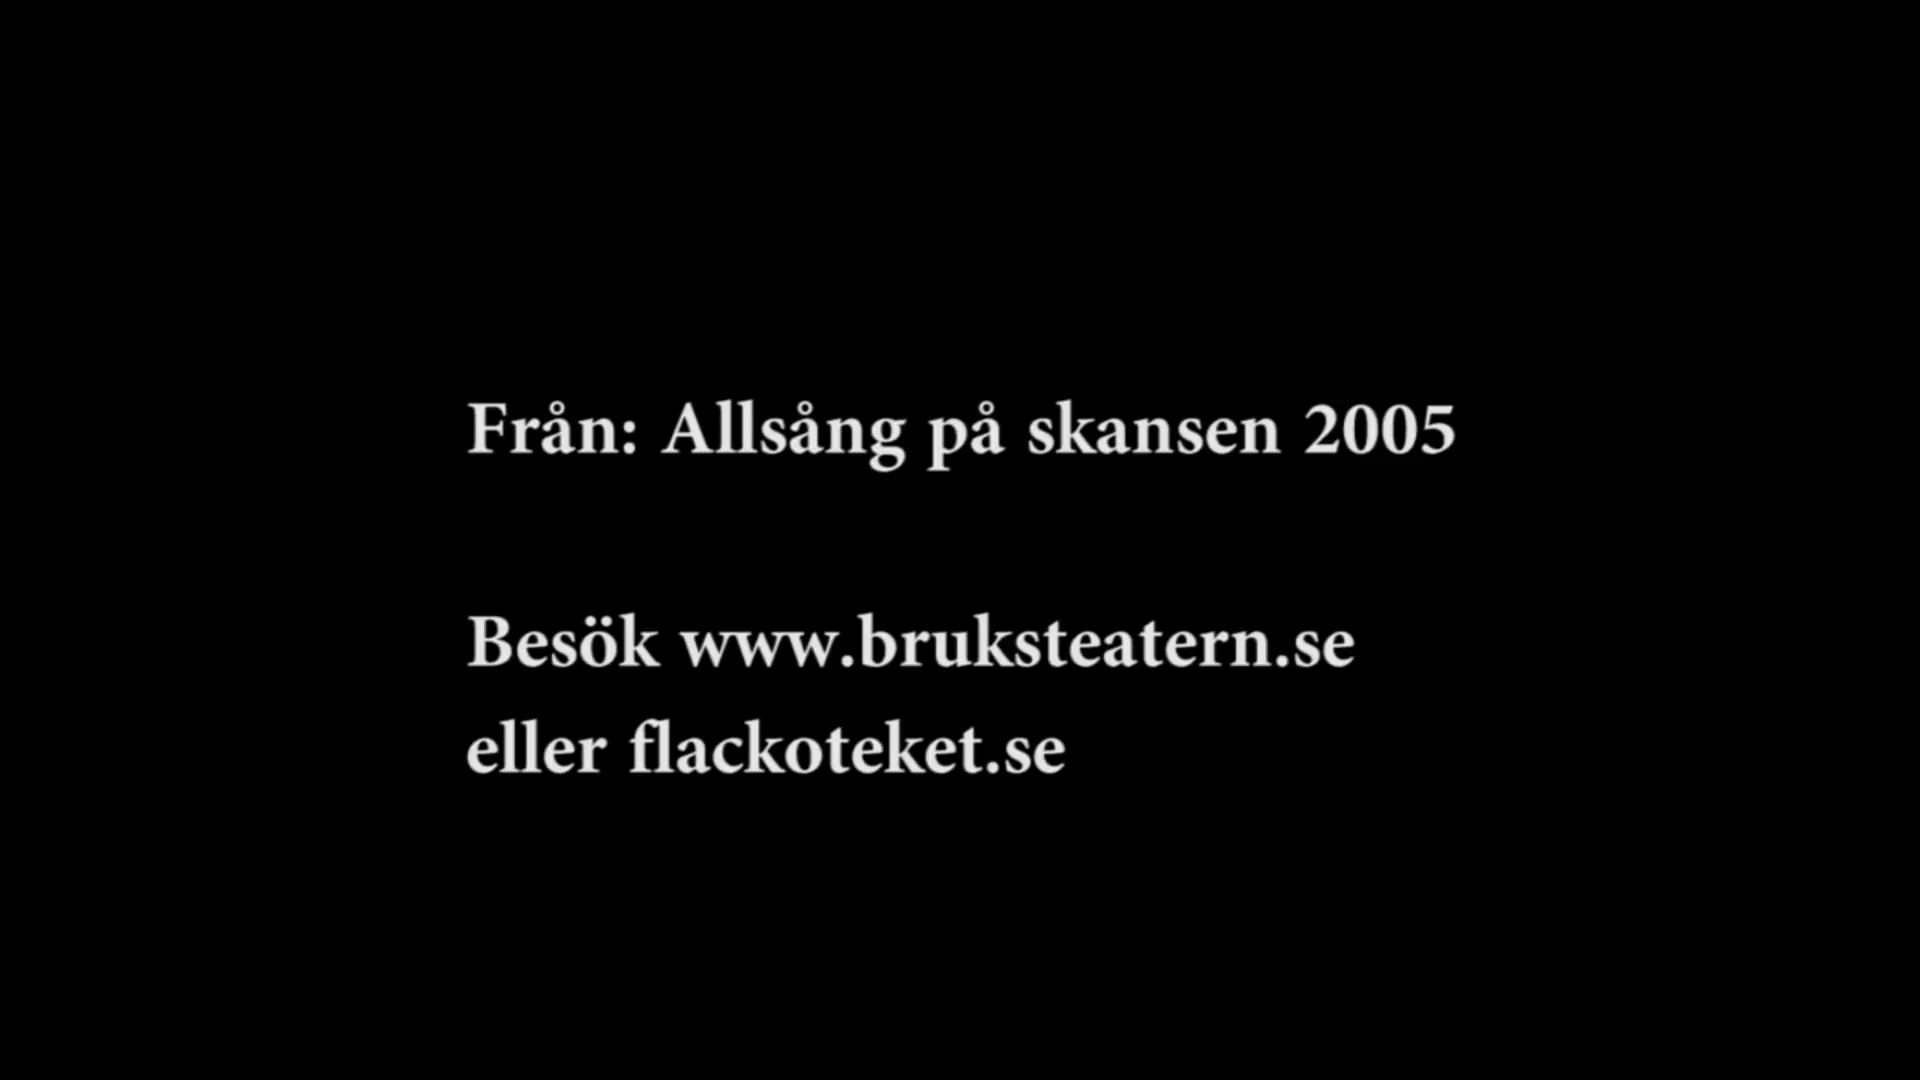 Från: Allsång på skansen 2005
Besök www.bruksteatern.se
eller flackoteket.se